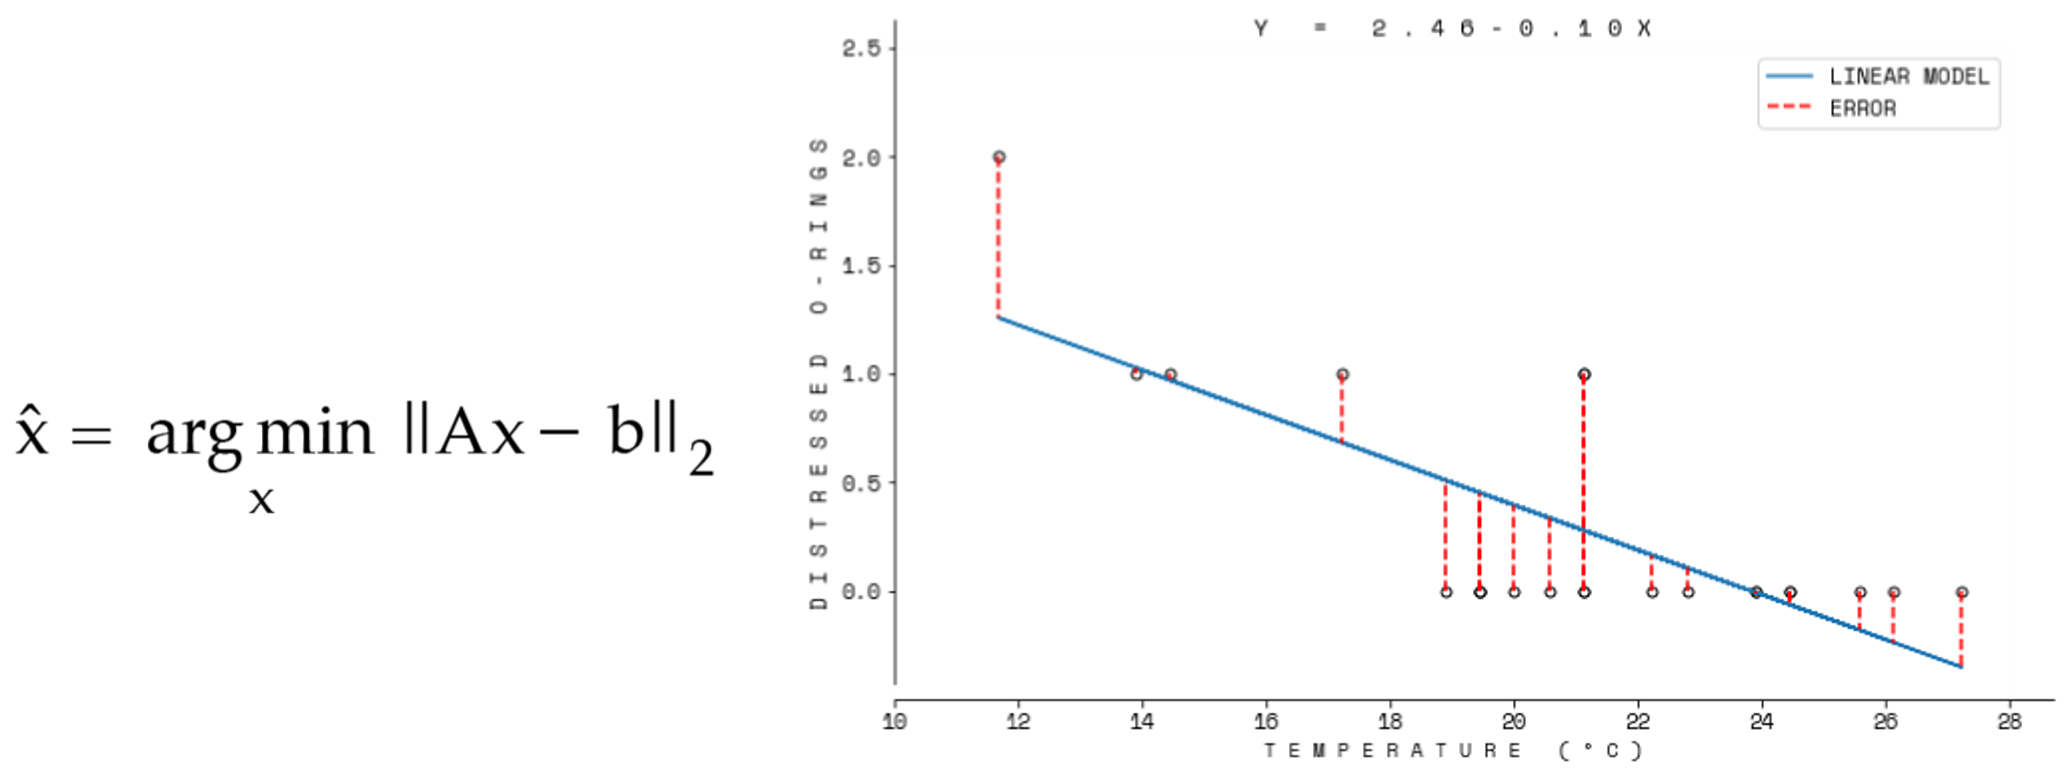 x̂ = arg min ||Ax − b||₂
x
Y = 2.46-0.10X
LINEAR MODEL
ERROR
DISTRESSED O-RINGS
2.5
2.0
1.5
1.0
0.5
0.0
10 12 14 16 18 20 22 24 26 28
TEMPERATURE (°C)